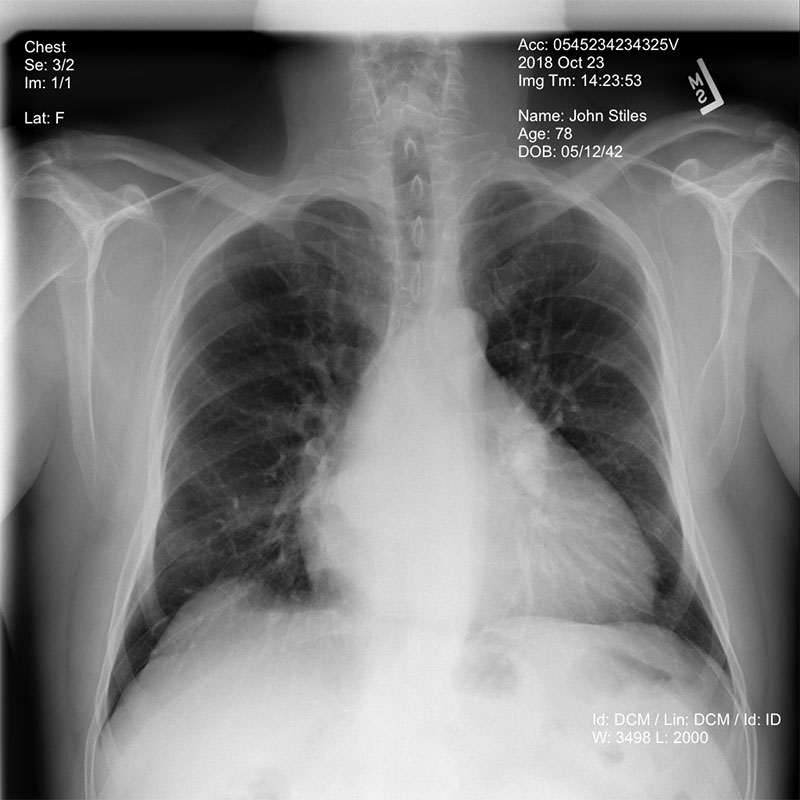 Chest
Se: 3/2
Im: 1/1
Lat: F
Acc: 0545234234325V
2018 Oct 23
Img Tm: 14:23:53
Name: John Stiles
Age: 78
DOB: 05/12/42
L
MS
Id: DCM / Lin: DCM / Id: ID
W: 3498 L: 2000